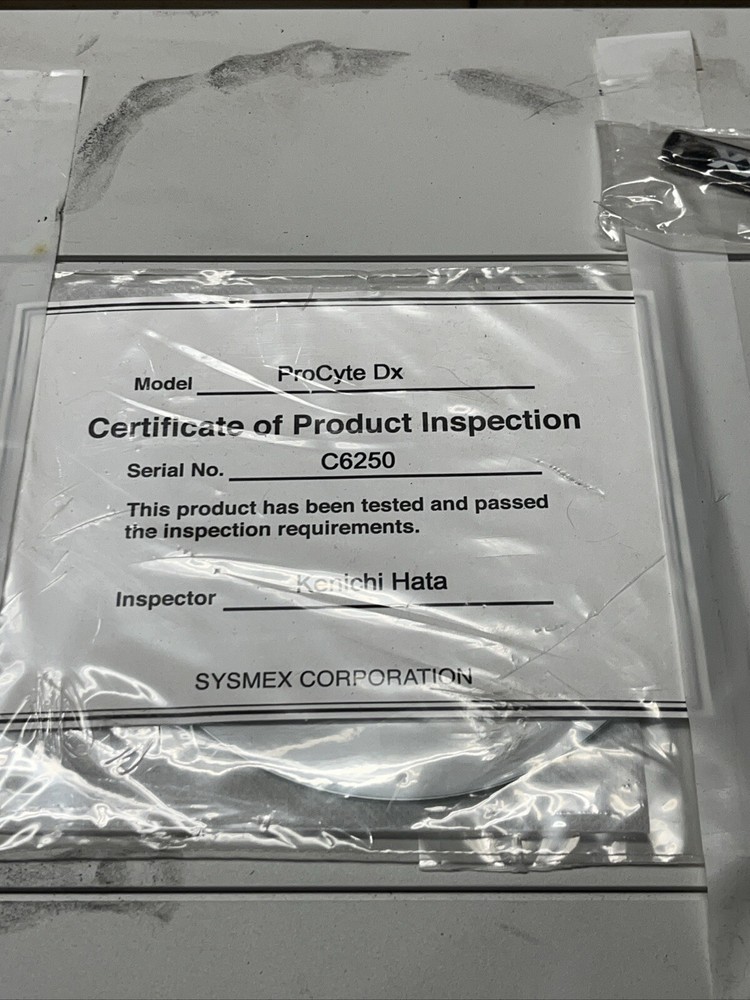 Model ProCyte Dx
Certificate of Product Inspection
Serial No. C6250
This product has been tested and passed
the inspection requirements.
Inspector Kenichi Hata
SYSMEX CORPORATION